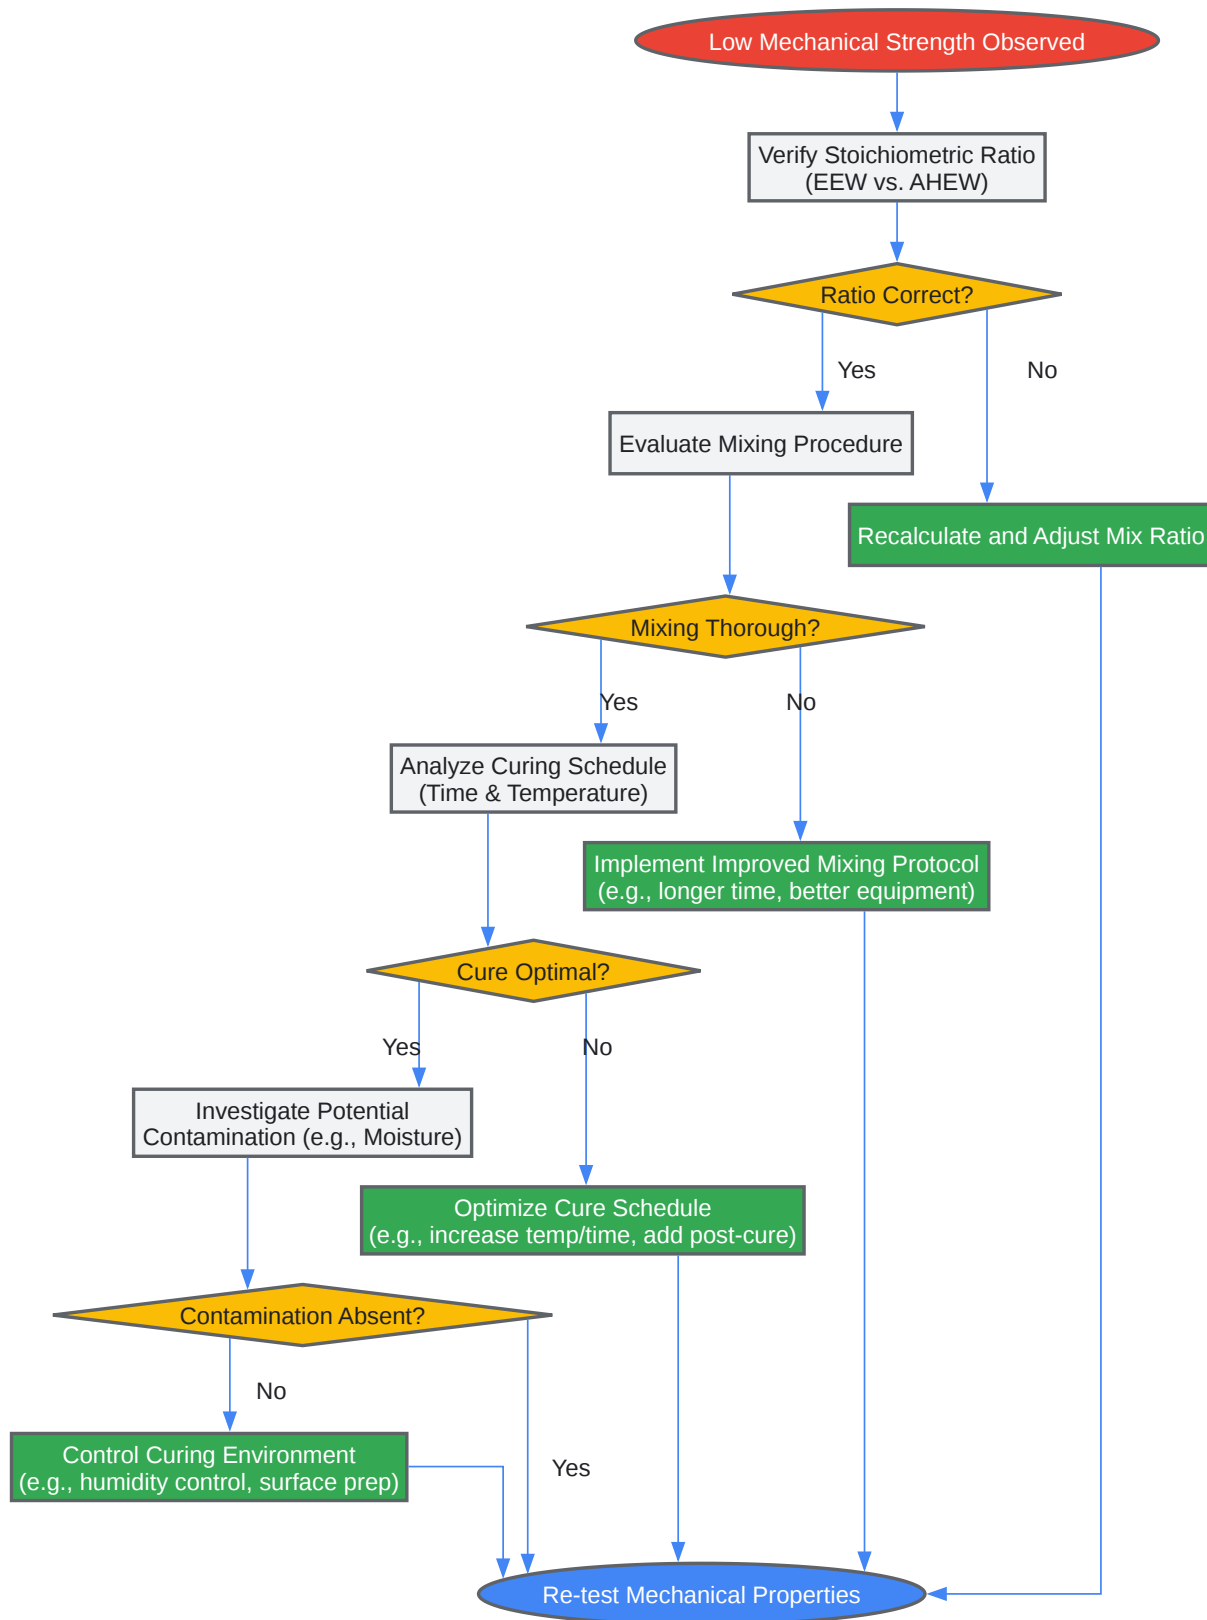 Low Mechanical Strength Observed
Verify Stoichiometric Ratio
(EEW vs. AHEW)
Ratio Correct?
Yes
No
Evaluate Mixing Procedure
Recalculate and Adjust Mix Ratio
Mixing Thorough?
Yes
No
Analyze Curing Schedule
(Time & Temperature)
Implement Improved Mixing Protocol
(e.g., longer time, better equipment)
Cure Optimal?
Yes
No
Investigate Potential
Contamination (e.g., Moisture)
Optimize Cure Schedule
(e.g., increase temp/time, add post-cure)
Contamination Absent?
No
Control Curing Environment
(e.g., humidity control, surface prep)
Yes
Re-test Mechanical Properties